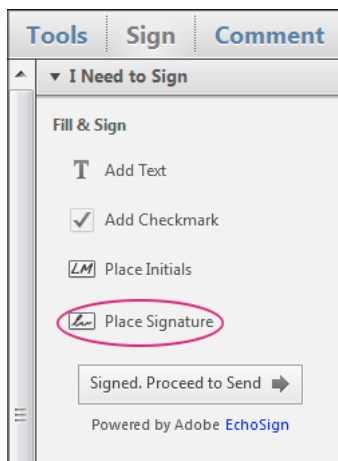 Tools Sign Comment
I Need to Sign
Fill & Sign
T Add Text
Add Checkmark
LM Place Initials
Place Signature
Signed. Proceed to Send
Powered by Adobe EchoSign